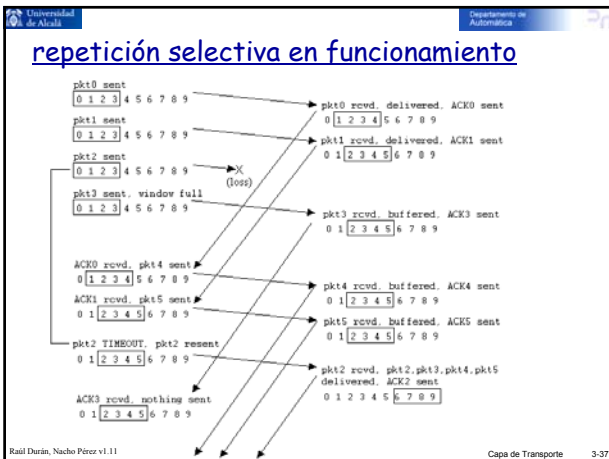 Universidad
de Alcalá
Departamento de
Automática
repetición selectiva en funcionamiento
pkt0 sent
0 1 2 3 4 5 6 7 8 9
pkt1 sent
0 1 2 3 4 5 6 7 8 9
pkt2 sent
0 1 2 3 4 5 6 7 8 9
X
(loss)
pkt3 sent, window full
0 1 2 3 4 5 6 7 8 9
ACK0 rcvd, pkt4 sent
0 1 2 3 4 5 6 7 8 9
ACK1 rcvd, pkt5 sent
0 1 2 3 4 5 6 7 8 9
pkt2 TIMEOUT, pkt2 resent
0 1 2 3 4 5 6 7 8 9
ACK3 rcvd, nothing sent
0 1 2 3 4 5 6 7 8 9
pkt0 rcvd, delivered, ACK0 sent
0 1 2 3 4 5 6 7 8 9
pkt1 rcvd, delivered, ACK1 sent
0 1 2 3 4 5 6 7 8 9
pkt3 rcvd, buffered, ACK3 sent
0 1 2 3 4 5 6 7 8 9
pkt4 rcvd, buffered, ACK4 sent
0 1 2 3 4 5 6 7 8 9
pkt5 rcvd, buffered, ACK5 sent
0 1 2 3 4 5 6 7 8 9
pkt2 rcvd, pkt2,pkt3,pkt4,pkt5
delivered, ACK2 sent
0 1 2 3 4 5 6 7 8 9
Raúl Durán, Nacho Pérez v1.11
Capa de Transporte 3-37